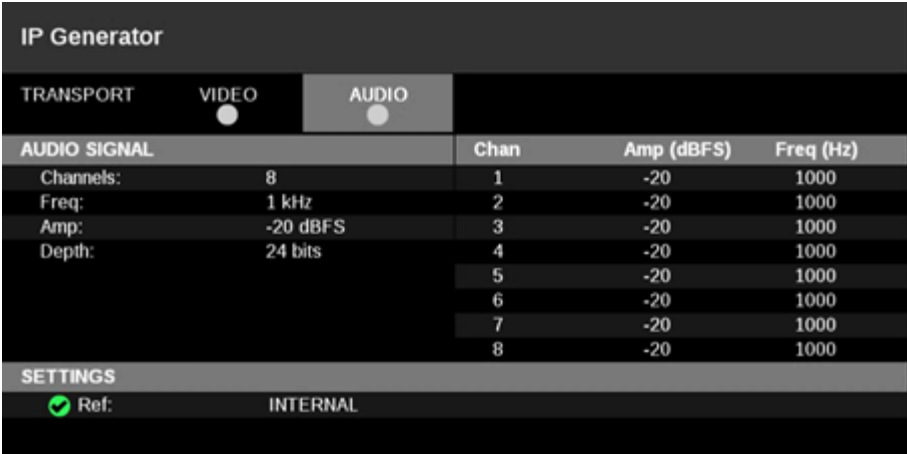 IP Generator
TRANSPORT VIDEO AUDIO
AUDIO SIGNAL Chan Amp (dBFS) Freq (Hz)
Channels: 8 1 -20 1000
Freq: 1 kHz 2 -20 1000
Amp: -20 dBFS 3 -20 1000
Depth: 24 bits 4 -20 1000
5 -20 1000
6 -20 1000
7 -20 1000
8 -20 1000
SETTINGS
Ref: INTERNAL